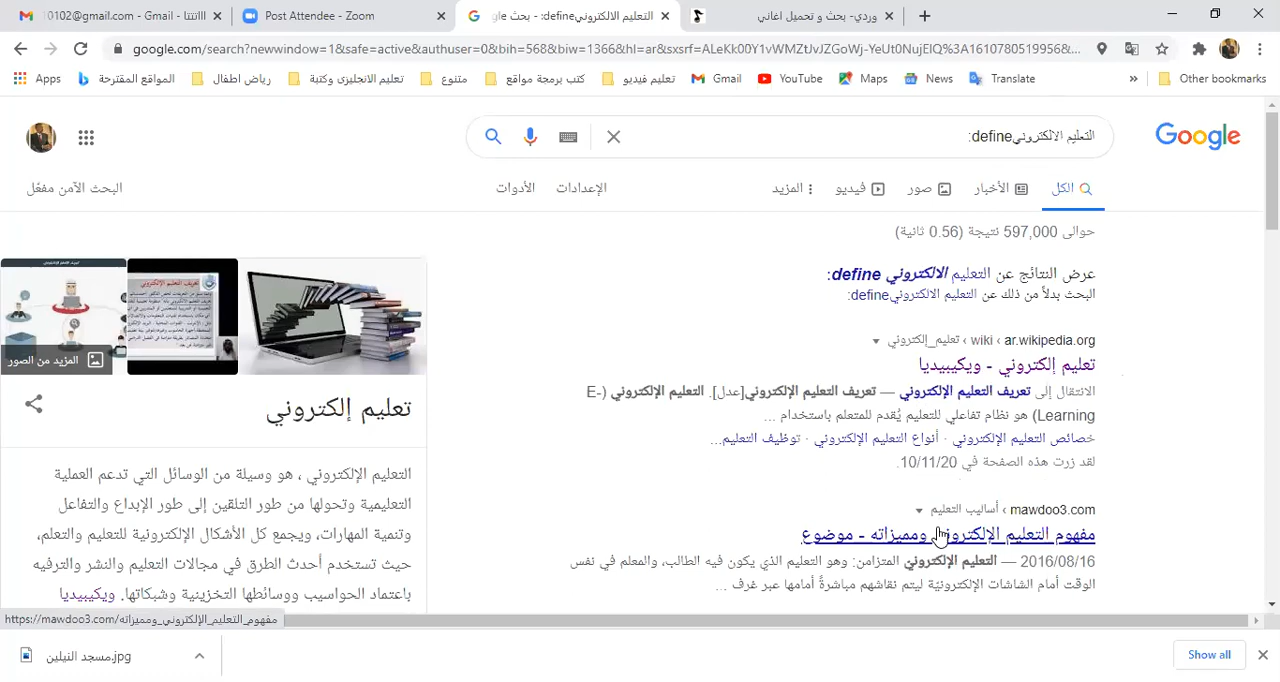 10102@gmail.com - Gmail - الااتتتا
Post Attendee - Zoom
التعليم الالكترونيdefine: - بحث gle
وردي- بحث و تحميل اغاني
google.com/search?newwindow=1&safe=active&authuser=0&bih=568&biw=1366&hl=ar&sxsrf=ALeKk00Y1vWMZtJvJZGoWj-YeUt0NujElQ%3A1610780519956&...
Apps
المواقع المقترحة
رياض اطفال
تعليم الانجليزى وكتبة
متنوع
كتب برمجة مواقع
تعليم فيديو
Gmail
YouTube
Maps
News
Translate
»
Other bookmarks
التعليم الالكترونيdefine:
Google
الكل
الأخبار
صور
فيديو
المزيد
الإعدادات
الأدوات
البحث الآمن مفعّل
حوالى 597,000 نتيجة (0.56 ثانية)
عرض النتائج عن التعليم الالكتروني define:
البحث بدلاً من ذلك عن التعليم الالكترونيdefine:
ar.wikipedia.org › wiki › تعليم_إلكتروني
تعليم إلكتروني - ويكيبيديا
الانتقال إلى تعريف التعليم الإلكتروني — تعريف التعليم الإلكتروني[عدل]. التعليم الإلكتروني (E-
Learning) هو نظام تفاعلي للتعليم يُقدم للمتعلم باستخدام ...
خصائص التعليم الإلكتروني · أنواع التعليم الإلكتروني · توظيف التعليم...
لقد زرت هذه الصفحة في 10/11/20.
mawdoo3.com › أساليب التعليم
مفهوم التعليم الإلكتروني ومميزاته - موضوع
16/08/2016 — التعليم الإلكتروني المتزامن: وهو التعليم الذي يكون فيه الطالب، والمعلم في نفس
الوقت أمام الشاشات الإلكترونيّة ليتم نقاشهم مباشرةً أمامها عبر غرف ...
المزيد من الصور
تعليم إلكتروني
التعليم الإلكتروني ، هو وسيلة من الوسائل التي تدعم العملية
التعليمية وتحولها من طور التلقين إلى طور الإبداع والتفاعل
وتنمية المهارات، ويجمع كل الأشكال الإلكترونية للتعليم والتعلم،
حيث تستخدم أحدث الطرق في مجالات التعليم والنشر والترفيه
باعتماد الحواسيب ووسائطها التخزينية وشبكاتها. ويكيبيديا
https://mawdoo3.com/مفهوم_التعليم_الإلكتروني_ومميزاته
مسجد النيلين.jpg
Show all